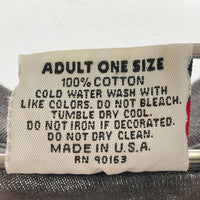 ADULT ONE SIZE
100% COTTON
COLD WATER WASH WITH
LIKE COLORS. DO NOT BLEACH.
TUMBLE DRY COOL.
DO NOT IRON IF DECORATED.
DO NOT DRY CLEAN.
MADE IN U.S.A.
RN 90163